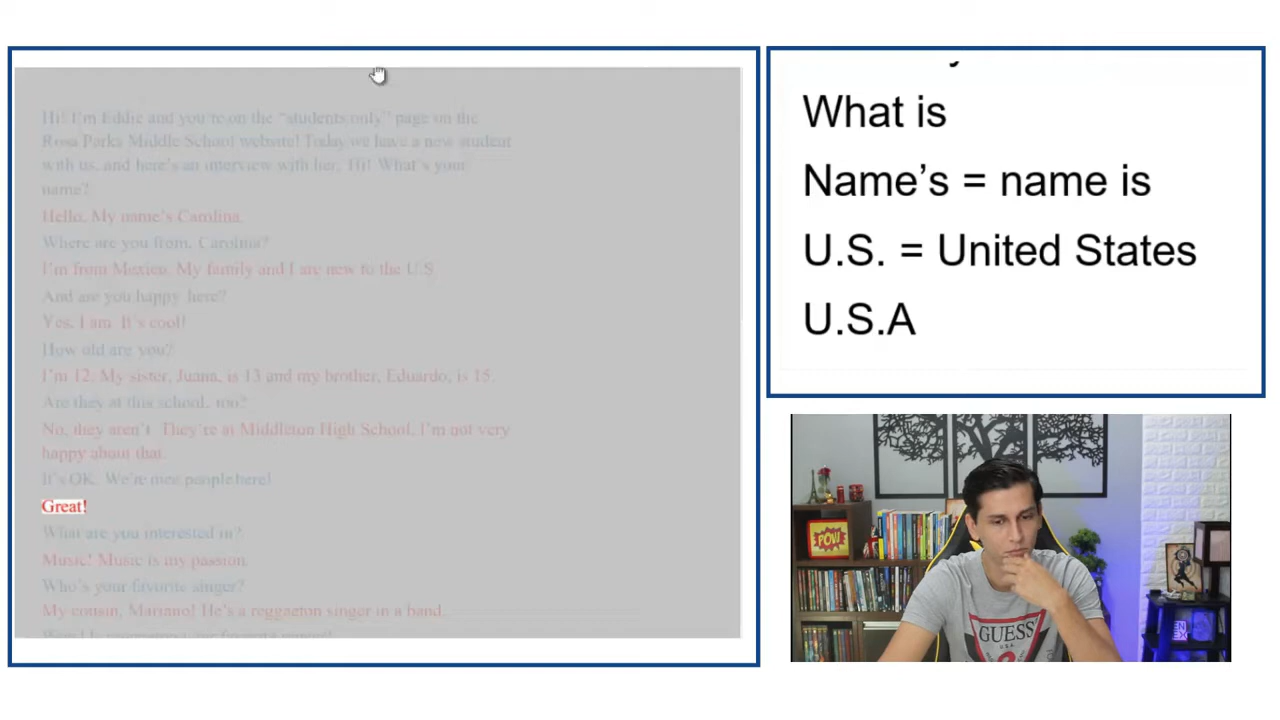 Hi! I'm Eddie and you're on the "students only" page on the
Rosa Parks Middle School website! Today we have a new student
with us, and here's an interview with her. Hi! What's your
name?
Hello. My name's Carolina.
Where are you from, Carolina?
I'm from Mexico. My family and I are new to the U.S.
And are you happy here?
Yes, I am. It's cool!
How old are you?
I'm 12. My sister, Juana, is 13 and my brother, Eduardo, is 15.
Are they at this school, too?
No, they aren't. They're at Middleton High School. I'm not very
happy about that.
It's OK. We're nice people here!
Great!
What are you interested in?
Music! Music is my passion.
Who's your favorite singer?
My cousin, Mariano! He's a reggaeton singer in a band.
What is
Name's = name is
U.S. = United States
U.S.A
POW
GUESS
U.S.A.